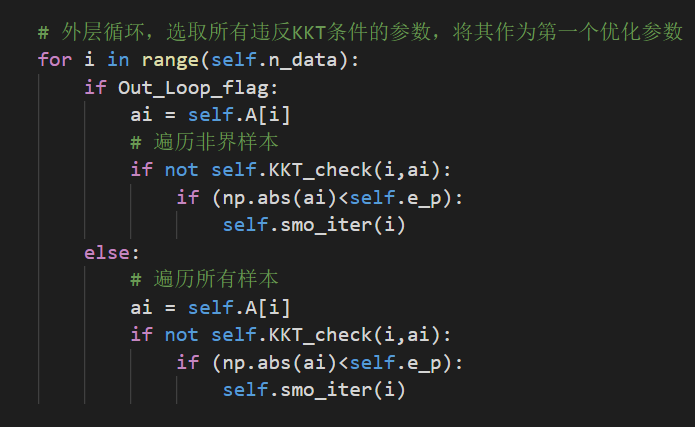 # 外层循环，选取所有违反KKT条件的参数，将其作为第一个优化参数
for i in range(self.n_data):
    if Out_Loop_flag:
        ai = self.A[i]
        # 遍历非界样本
        if not self.KKT_check(i,ai):
            if (np.abs(ai)<self.e_p):
                self.smo_iter(i)
    else:
        # 遍历所有样本
        ai = self.A[i]
        if not self.KKT_check(i,ai):
            if (np.abs(ai)<self.e_p):
                self.smo_iter(i)